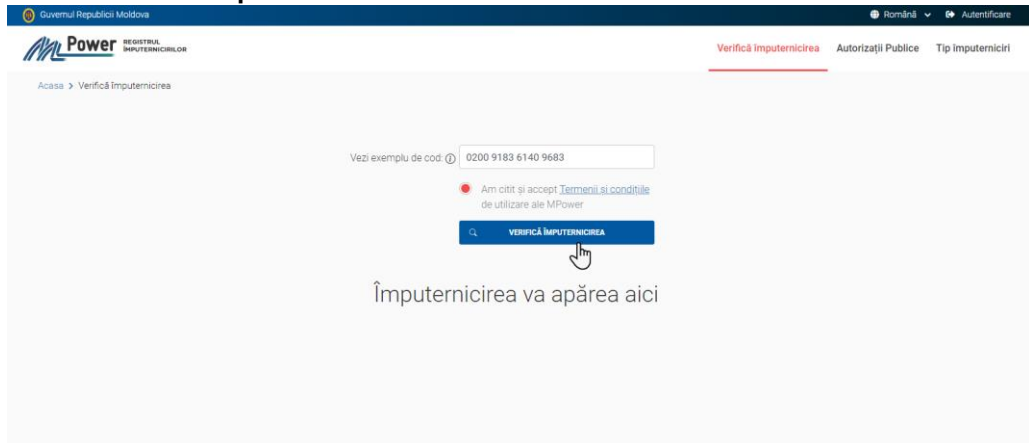 Guvernul Republicii Moldova
Română
Autentificare
Power REGISTRUL
ÎMPUTERNICIRILOR
Verifică împuternicirea
Autorizații Publice
Tip împuterniciri
Acasa > Verifică împuternicirea
Vezi exemplu de cod:
0200 9183 6140 9683
Am citit și accept Termenii și condițiile
de utilizare ale MPower
VERIFICĂ ÎMPUTERNICIREA
Împuternicirea va apărea aici